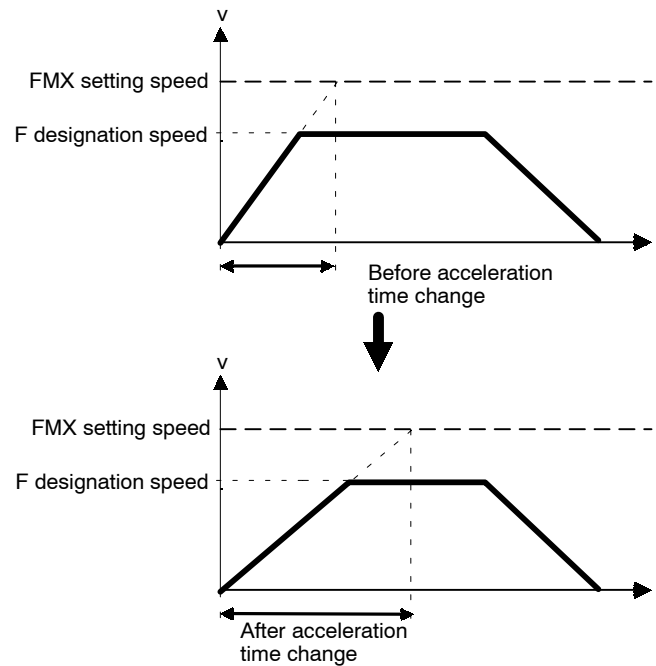 v
FMX setting speed
F designation speed
Before acceleration
time change
v
FMX setting speed
F designation speed
After acceleration
time change